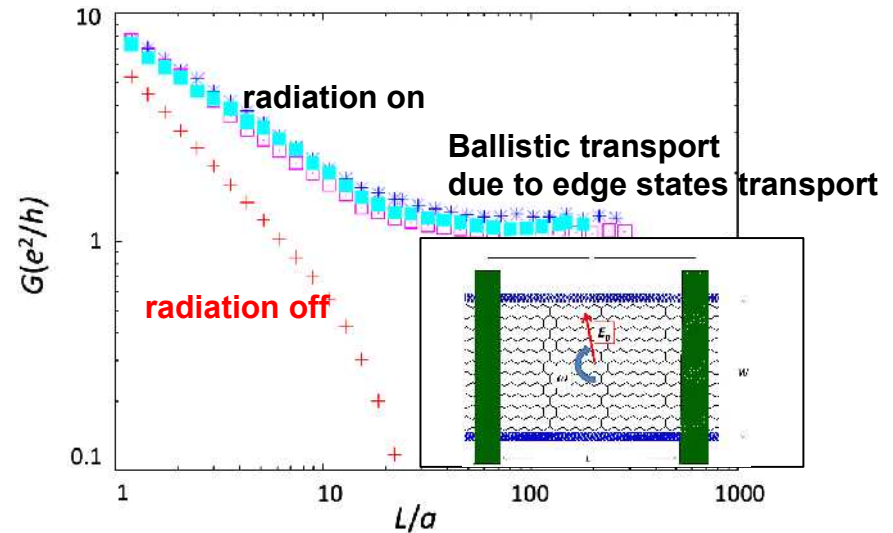 10
radiation on
Ballistic transport
due to edge states transport
G(e²/h)
1
radiation off
E₀
ω
W
L
0.1
1
10
100
1000
L/a